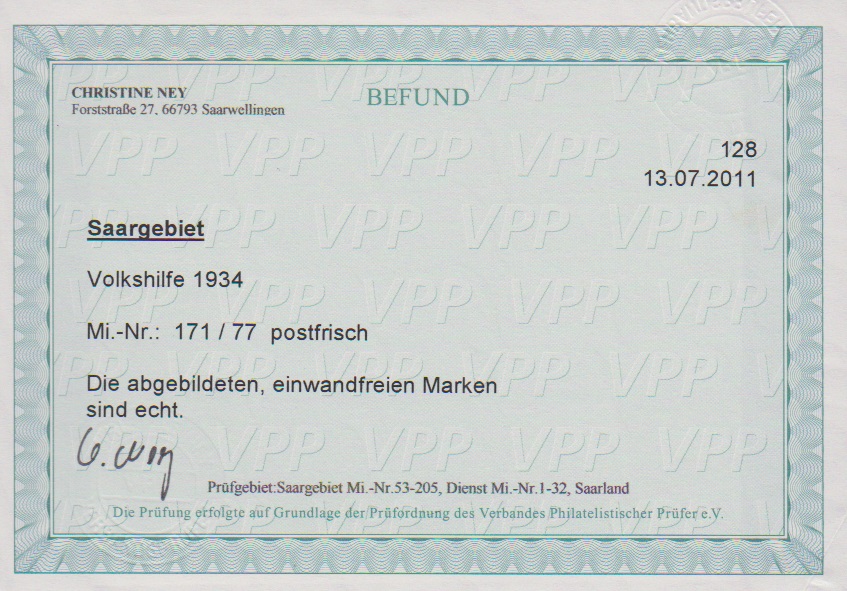 CHRISTINE NEY
Forststraße 27, 66793 Saarwellingen
BEFUND
128
13.07.2011
Saargebiet
Volkshilfe 1934
Mi.-Nr.: 171 / 77 postfrisch
Die abgebildeten, einwandfreien Marken
sind echt.
C. Ney
Prüfgebiet:Saargebiet Mi.-Nr.53-205, Dienst Mi.-Nr.1-32, Saarland
Die Prüfung erfolgte auf Grundlage der Prüfordnung des Verbandes Philatelistischer Prüfer e.V.